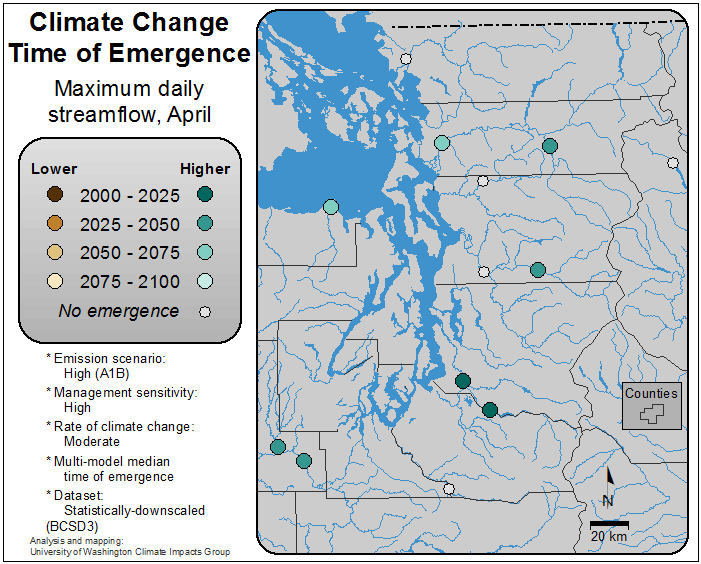 Climate Change
Time of Emergence
Maximum daily
streamflow, April
Lower Higher
2000 - 2025
2025 - 2050
2050 - 2075
2075 - 2100
No emergence
* Emission scenario:
High (A1B)
* Management sensitivity:
High
* Rate of climate change:
Moderate
* Multi-model median
time of emergence
* Dataset:
Statistically-downscaled
(BCSD3)
Analysis and mapping:
University of Washington Climate Impacts Group
Counties
N
20 km